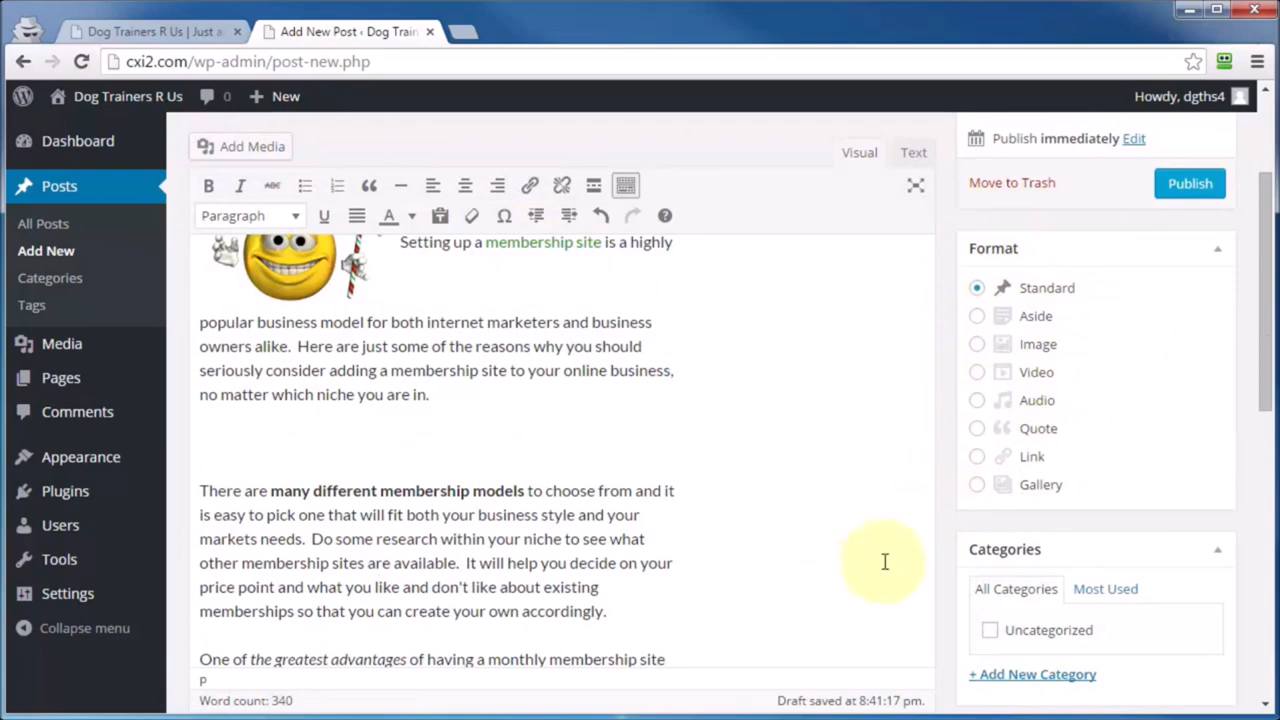 Dog Trainers R Us | Just a
Add New Post ‹ Dog Train
cxi2.com/wp-admin/post-new.php
Dog Trainers R Us
0
New
Howdy, dgths4
Dashboard
Posts
All Posts
Add New
Categories
Tags
Media
Pages
Comments
Appearance
Plugins
Users
Tools
Settings
Collapse menu
Add Media
Visual
Text
B
I
ABC
Paragraph
U
A
Ω
Setting up a membership site is a highly
popular business model for both internet marketers and business
owners alike.  Here are just some of the reasons why you should
seriously consider adding a membership site to your online business,
no matter which niche you are in.
There are many different membership models to choose from and it
is easy to pick one that will fit both your business style and your
markets needs.  Do some research within your niche to see what
other membership sites are available.  It will help you decide on your
price point and what you like and don't like about existing
memberships so that you can create your own accordingly.
One of the greatest advantages of having a monthly membership site
p
Word count: 340
Draft saved at 8:41:17 pm.
Publish immediately Edit
Move to Trash
Publish
Format
Standard
Aside
Image
Video
Audio
Quote
Link
Gallery
Categories
All Categories
Most Used
Uncategorized
+ Add New Category